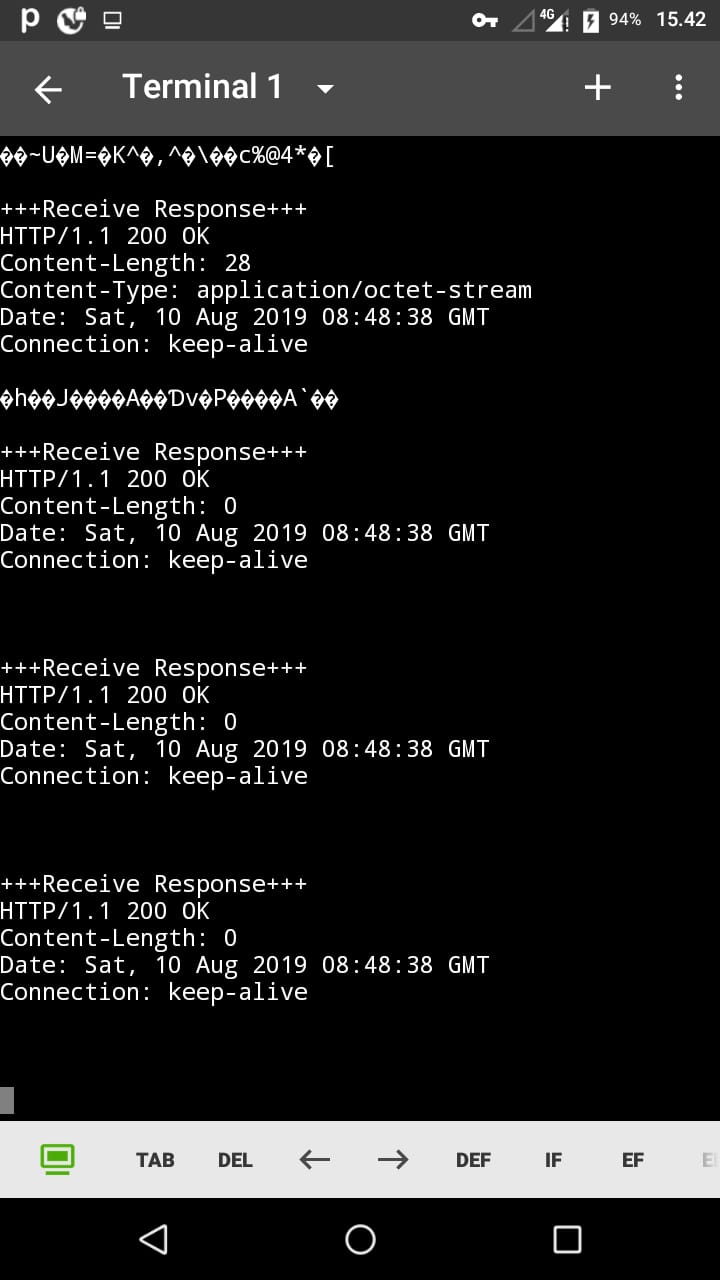 4G 94% 15.42
Terminal 1
��~U�M=�K^�,^�\��c%@4*�[
+++Receive Response+++
HTTP/1.1 200 OK
Content-Length: 28
Content-Type: application/octet-stream
Date: Sat, 10 Aug 2019 08:48:38 GMT
Connection: keep-alive
�h��J����A��Ɗv�P����A`��
+++Receive Response+++
HTTP/1.1 200 OK
Content-Length: 0
Date: Sat, 10 Aug 2019 08:48:38 GMT
Connection: keep-alive
+++Receive Response+++
HTTP/1.1 200 OK
Content-Length: 0
Date: Sat, 10 Aug 2019 08:48:38 GMT
Connection: keep-alive
+++Receive Response+++
HTTP/1.1 200 OK
Content-Length: 0
Date: Sat, 10 Aug 2019 08:48:38 GMT
Connection: keep-alive
TAB DEL ← → DEF IF EF